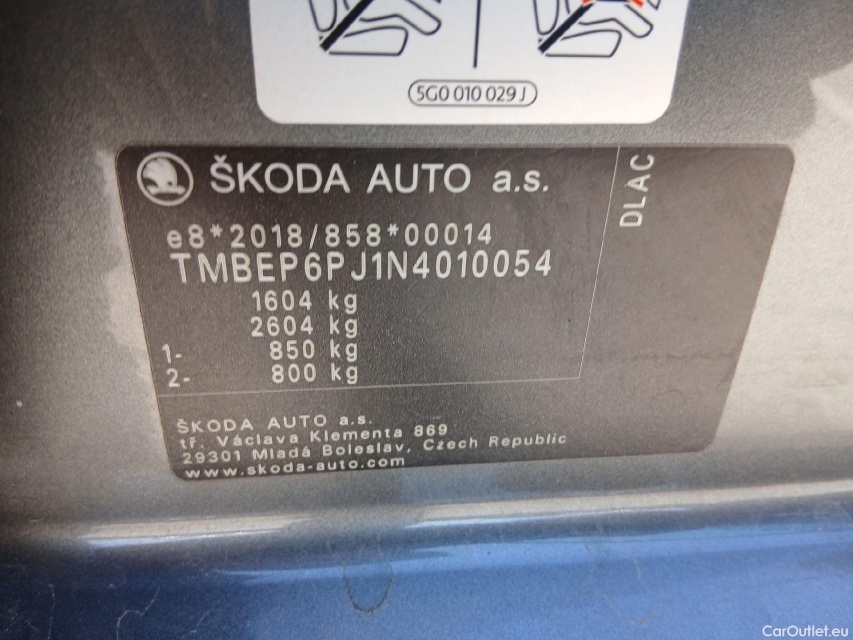 5G0 010 029 J
ŠKODA AUTO a.s.
DLAC
e8*2018/858*00014
TMBEP6PJ1N4010054
1604 kg
2604 kg
1- 850 kg
2- 800 kg
ŠKODA AUTO a.s.
tř. Václava Klementa 869
29301 Mladá Boleslav, Czech Republic
www.skoda-auto.com
CarOutlet.eu